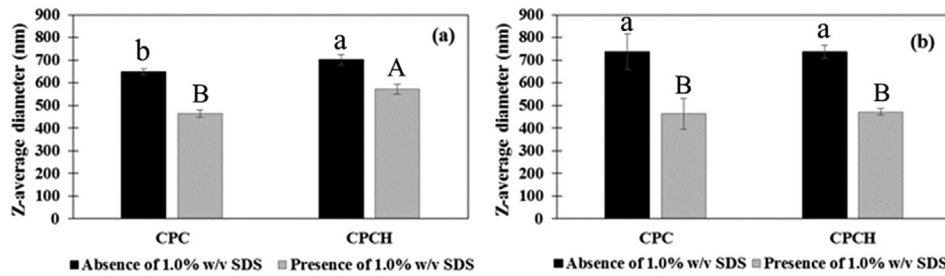 Z-average diameter (nm)
900
800
700
600
500
400
300
200
100
0
b
B
a
A
(a)
CPC
CPCH
Absence of 1.0% w/v SDS
Presence of 1.0% w/v SDS
Z-average diameter (nm)
900
800
700
600
500
400
300
200
100
0
a
B
a
B
(b)
CPC
CPCH
Absence of 1.0% w/v SDS
Presence of 1.0% w/v SDS